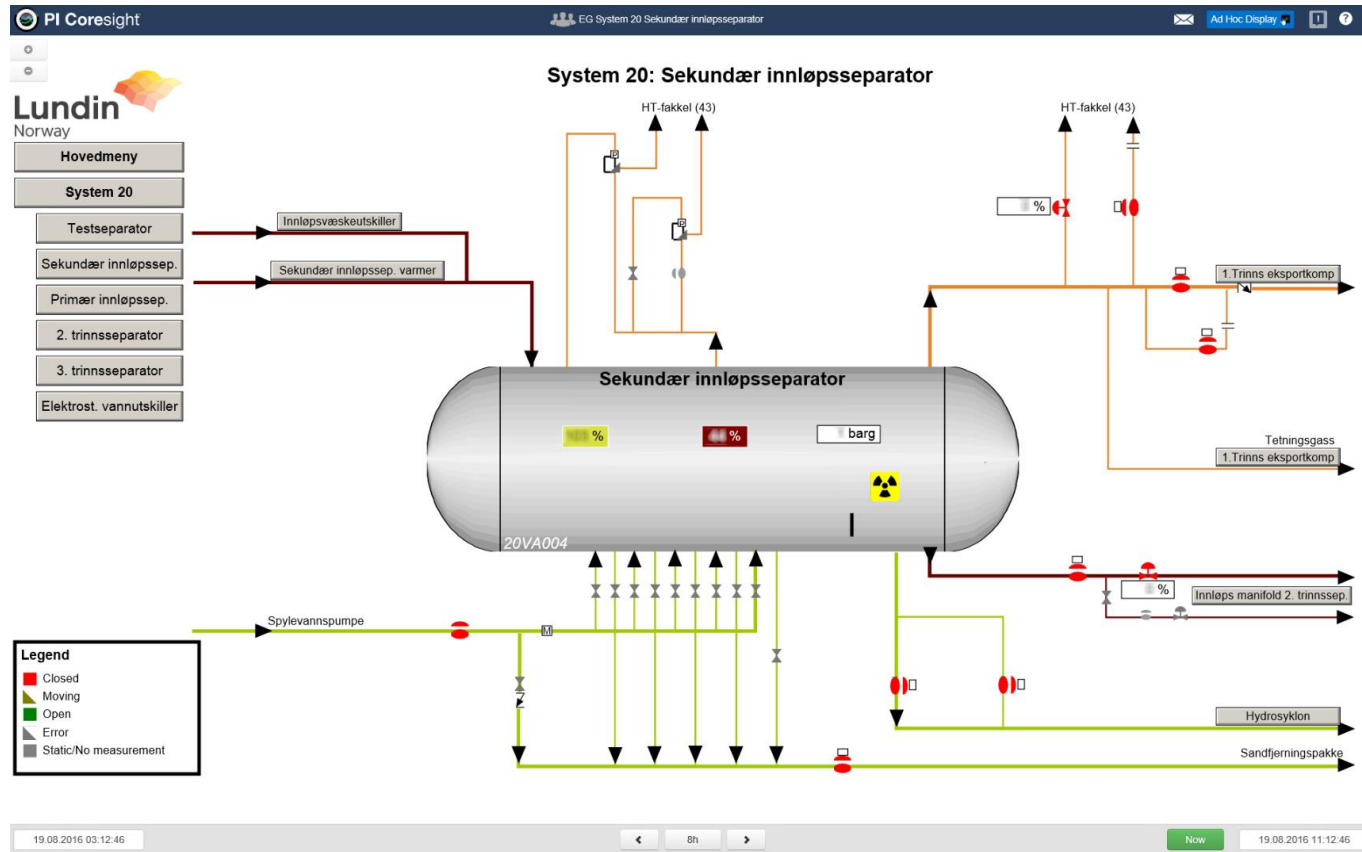 PI Coresight
EG System 20 Sekundær innløpsseparator
Ad Hoc Display
System 20: Sekundær innløpsseparator
Lundin
Norway
Hovedmeny
System 20
Testseparator
Sekundær innløpssep.
Primær innløpssep.
2. trinnsseparator
3. trinnsseparator
Elektrost. vannutskiller
HT-fakkel (43)
HT-fakkel (43)
P
P
%
Innløpsvæskeutskiller
Sekundær innløpssep. varmer
1.Trinns eksportkomp
Sekundær innløpsseparator
%
%
barg
Tetningsgass
1.Trinns eksportkomp
20VA004
%
Innløps manifold 2. trinnssep.
Spylevannspumpe
M
Hydrosyklon
Sandfjerningspakke
Legend
Closed
Moving
Open
Error
Static/No measurement
19.08.2016 03:12:46
8h
Now
19.08.2016 11:12:46